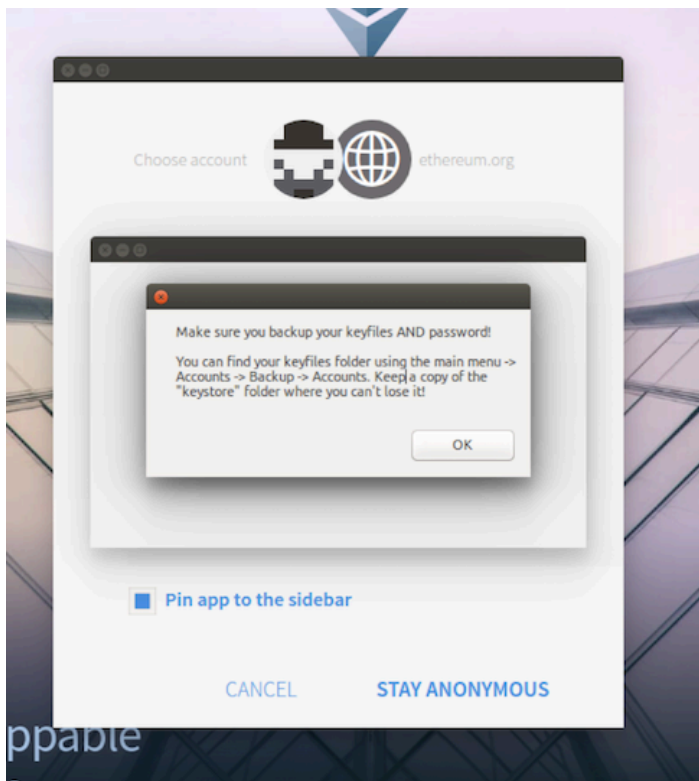 Choose account
ethereum.org
Make sure you backup your keyfiles AND password!
You can find your keyfiles folder using the main menu ->
Accounts -> Backup -> Accounts. Keep a copy of the
"keystore" folder where you can't lose it!
OK
Pin app to the sidebar
CANCEL
STAY ANONYMOUS
ppable